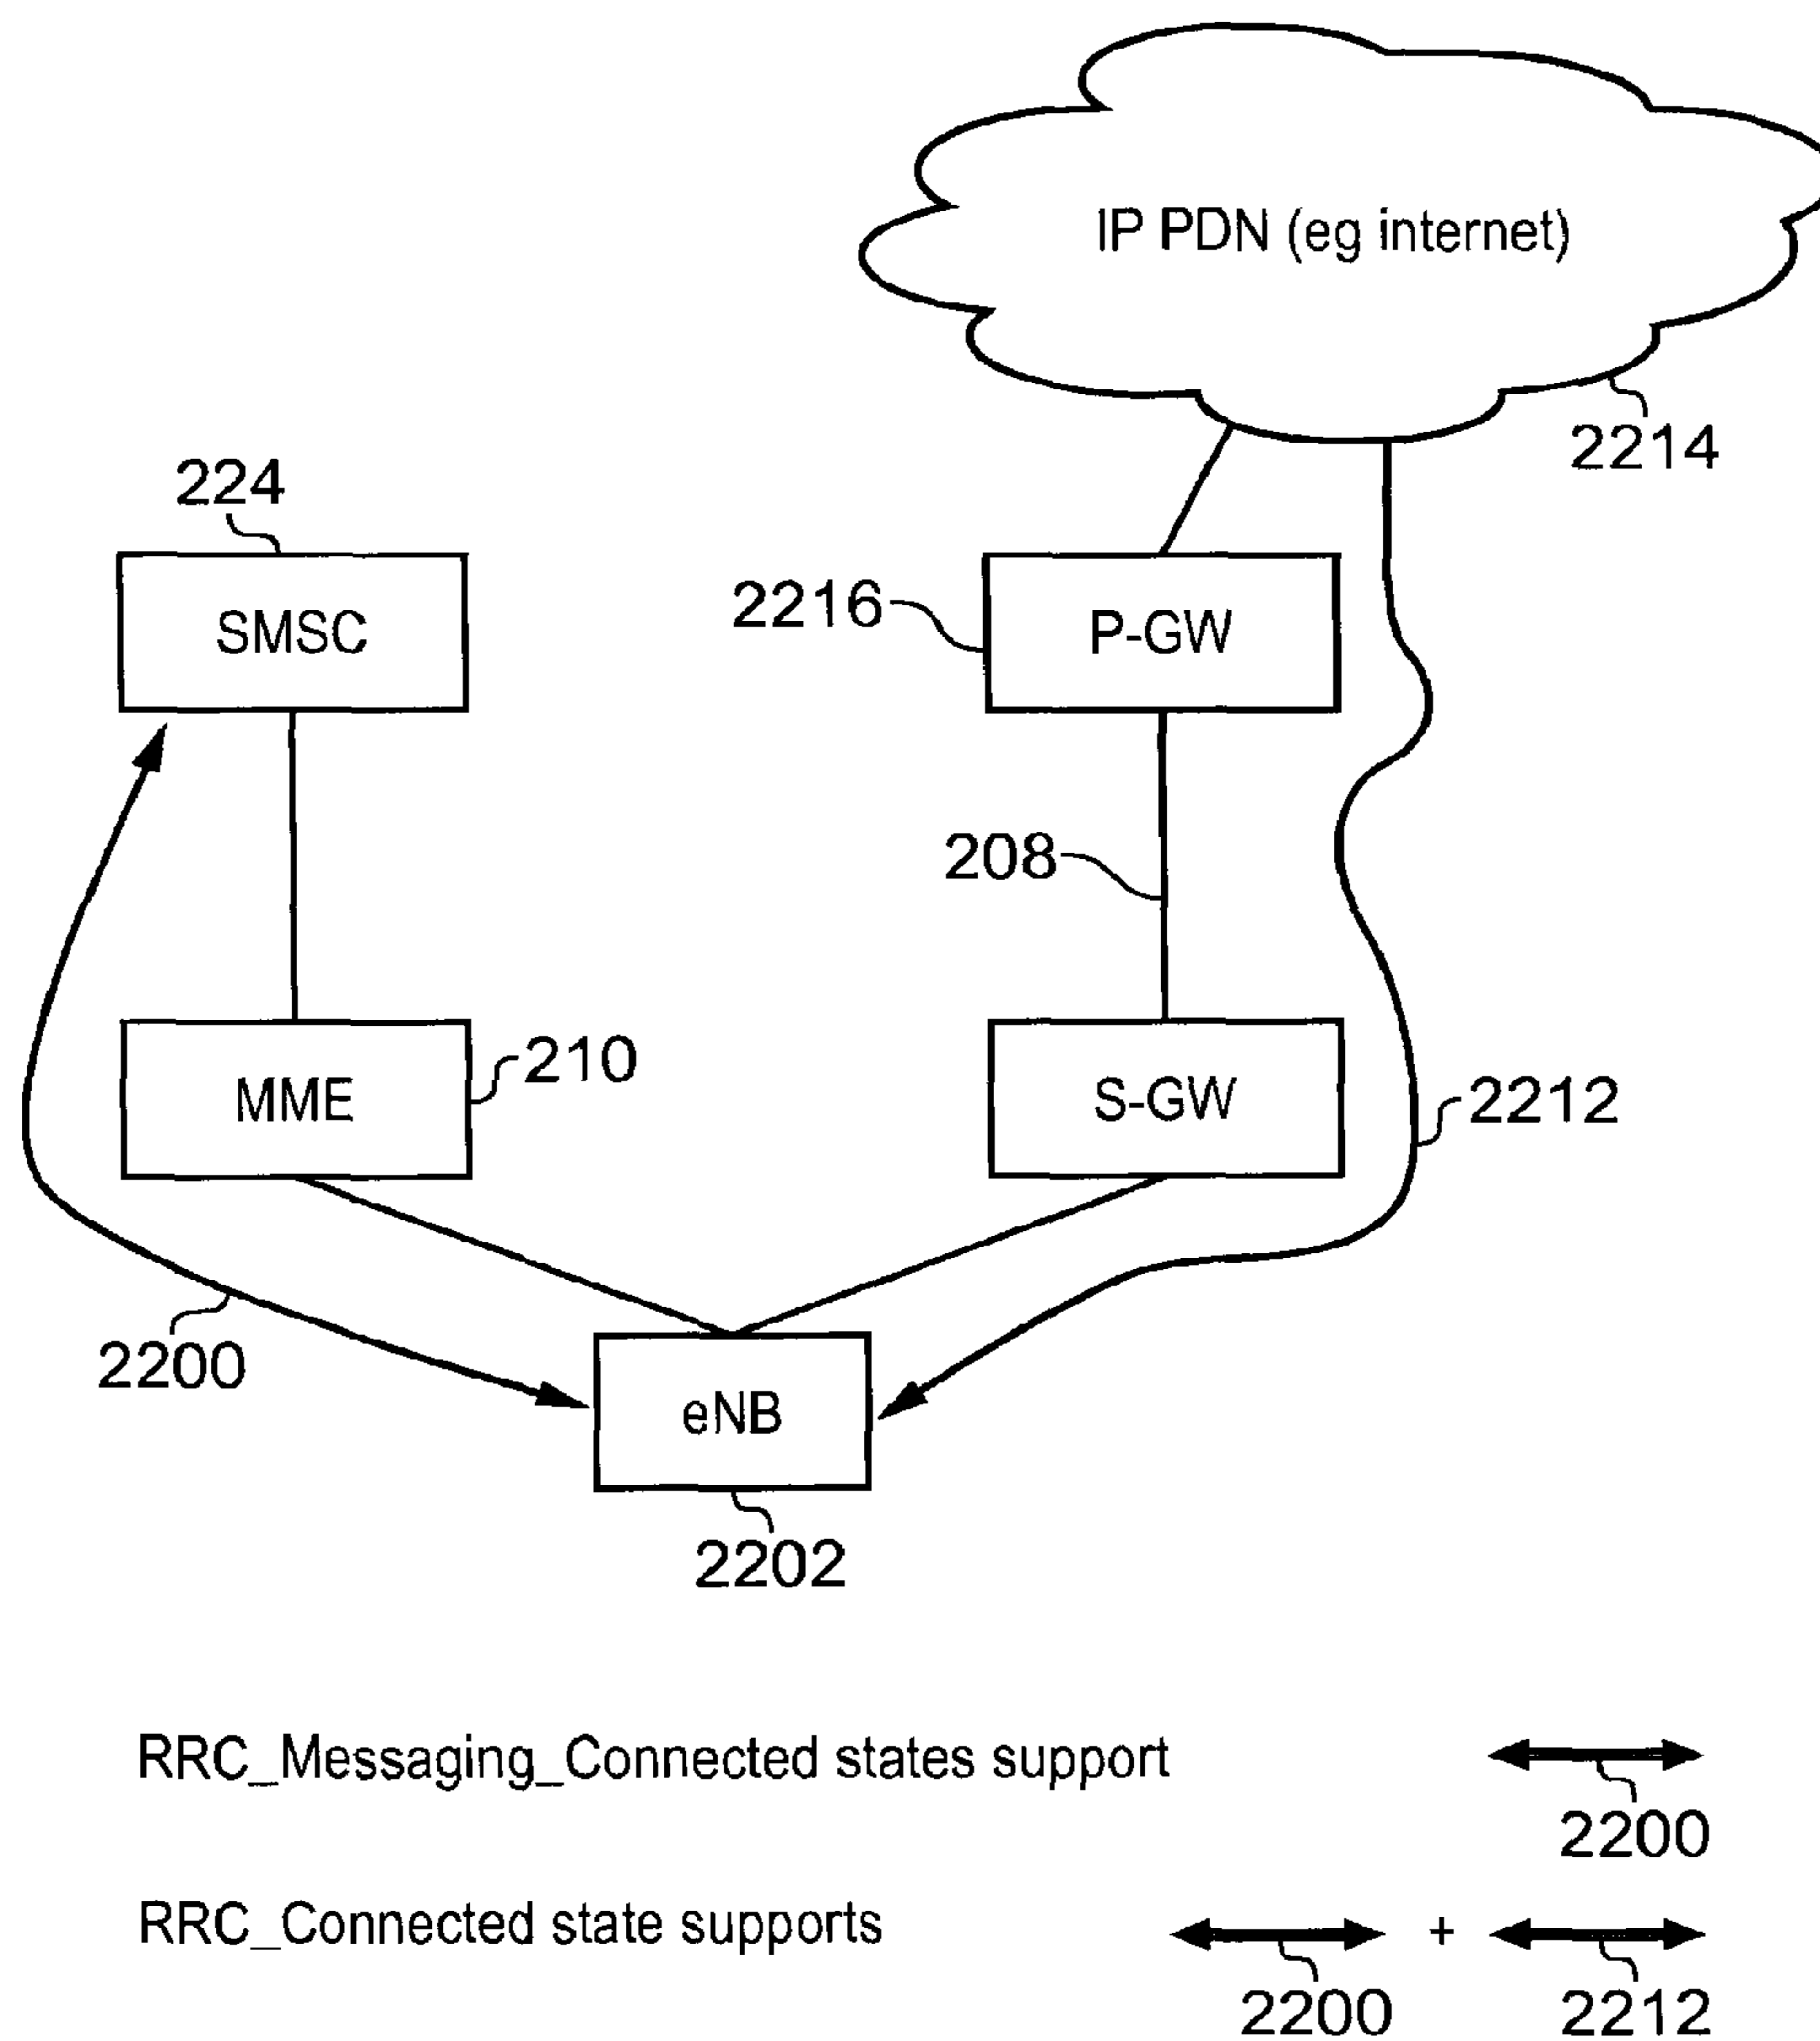 IP PDN (eg internet)
2214
224
SMSC
2216
P-GW
208
MME
210
S-GW
2212
2200
eNB
2202
RRC_Messaging_Connected states support
2200
RRC_Connected state supports
+
2200
2212